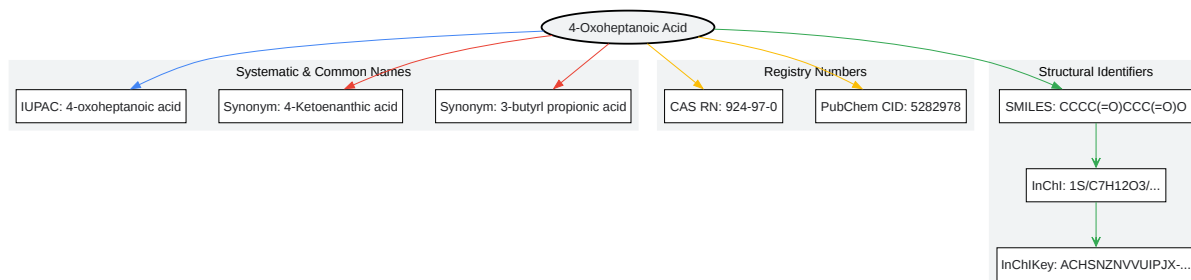 4-Oxoheptanoic Acid
Systematic & Common Names
Registry Numbers
Structural Identifiers
IUPAC: 4-oxoheptanoic acid
Synonym: 4-Ketoenanthic acid
Synonym: 3-butyrl propionic acid
CAS RN: 924-97-0
PubChem CID: 5282978
SMILES: CCCC(=O)CCC(=O)O
InChI: 1S/C7H12O3/...
InChIKey: ACHSNZNVVUIPJX-...